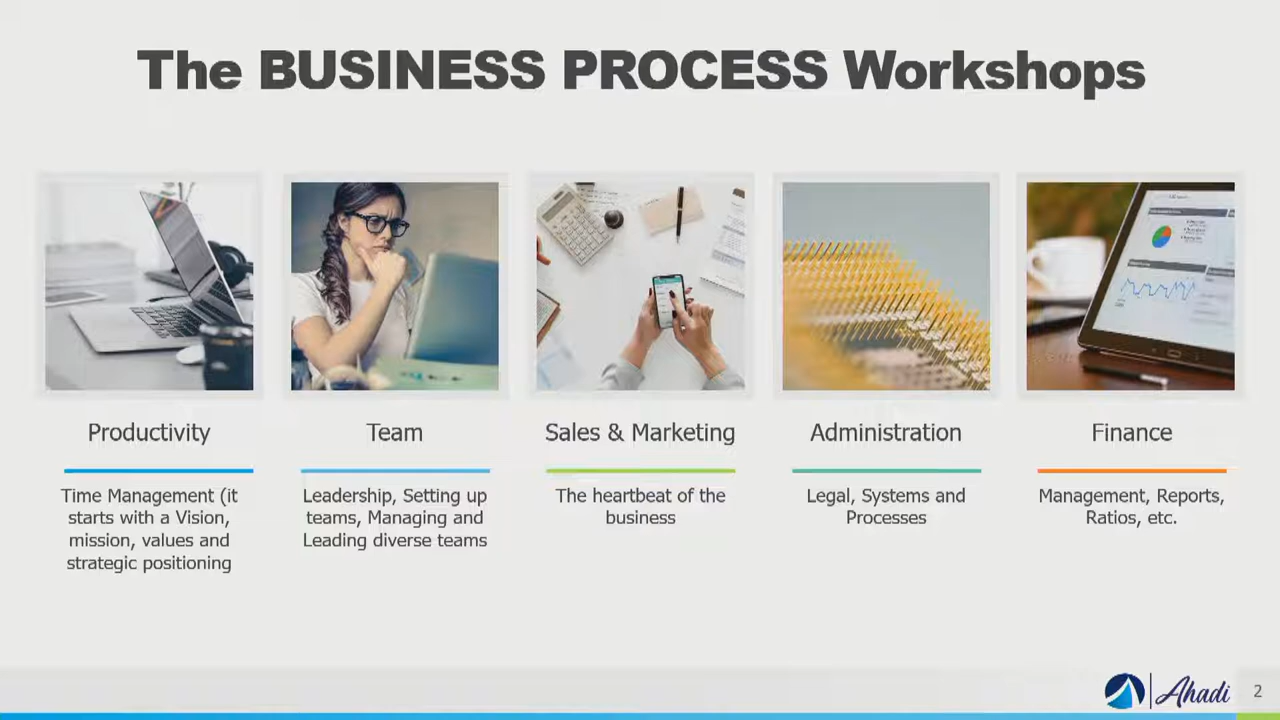 The BUSINESS PROCESS Workshops
Productivity
Time Management (it
starts with a Vision,
mission, values and
strategic positioning
Team
Leadership, Setting up
teams, Managing and
Leading diverse teams
Sales & Marketing
The heartbeat of the
business
Administration
Legal, Systems and
Processes
Finance
Management, Reports,
Ratios, etc.
Ahadi
2